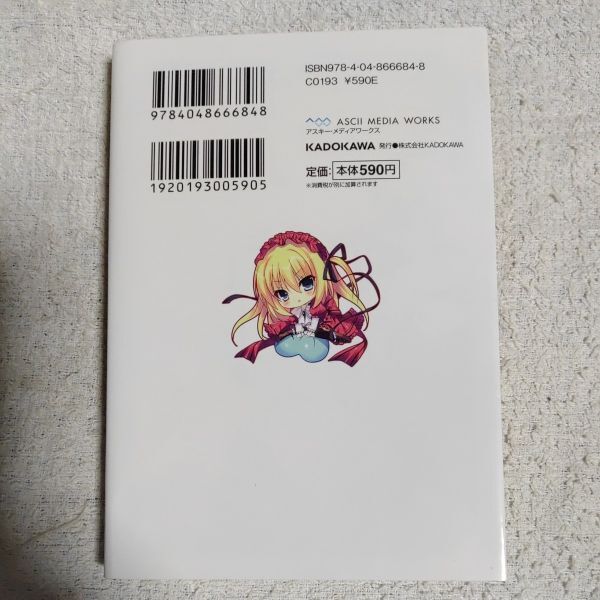 9784048666848
1920193005905
ISBN978-4-04-866684-8
C0193 ¥590E
ASCII MEDIA WORKS
アスキー・メディアワークス
KADOKAWA 発行●株式会社KADOKAWA
定価:本体590円
※消費税が別に加算されます